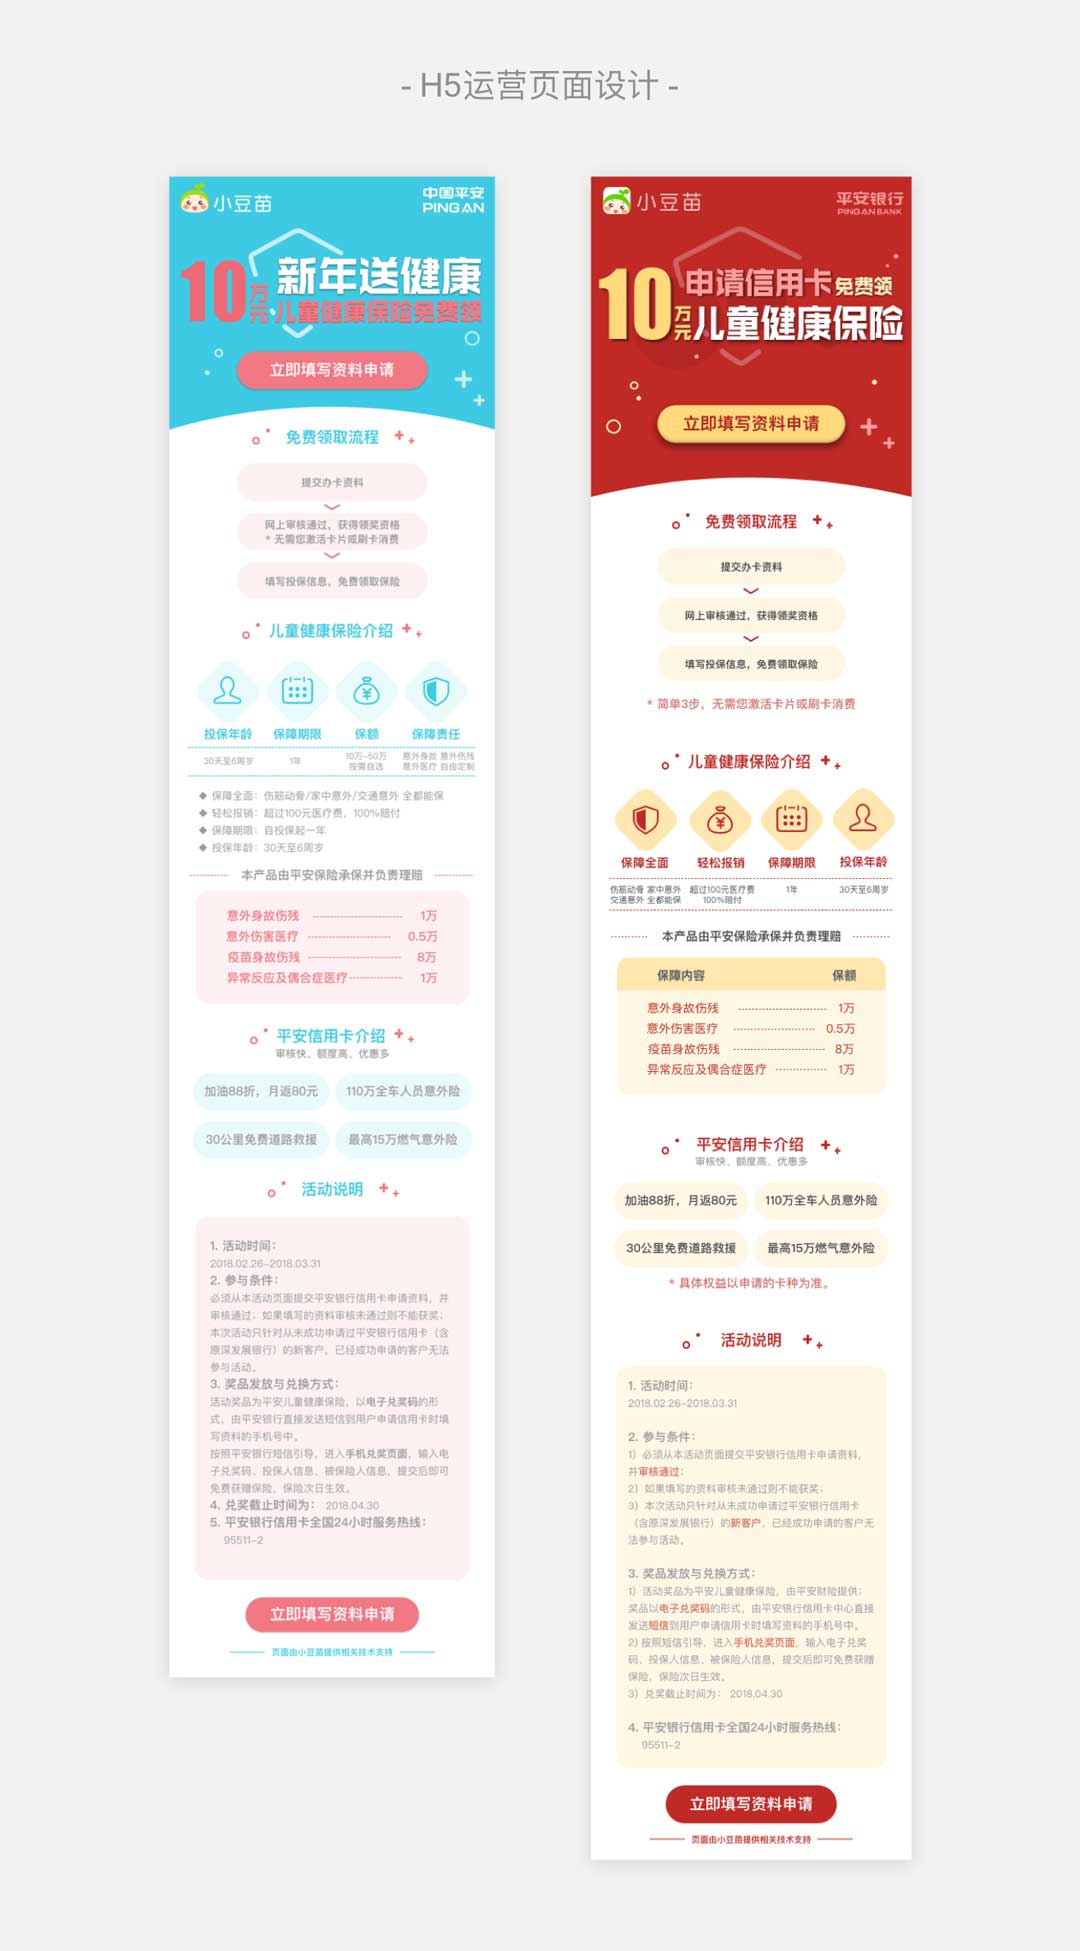 - H5运营页面设计 -
小豆苗
中国平安
PING AN
10万元
新年送健康
儿童健康保险免费领
立即填写资料申请
免费领取流程
提交办卡资料
网上审核通过，获得领奖资格
* 无需您激活卡片或刷卡消费
填写投保信息，免费领取保险
儿童健康保险介绍
投保年龄 保障期限 保额 保障责任
30天至6周岁 1年 10万~50万 按需自选 意外身故 意外伤残 意外医疗 自由定制
◆ 保障全面：伤筋动骨/家中意外/交通意外 全都能保
◆ 轻松报销：超过100元医疗费，100%赔付
◆ 保障期限：自投保起一年
◆ 投保年龄：30天至6周岁
本产品由平安保险承保并负责理赔
意外身故伤残 1万
意外伤害医疗 0.5万
疫苗身故伤残 8万
异常反应及偶合症医疗 1万
平安信用卡介绍
审核快、额度高、优惠多
加油88折，月返80元 110万全车人员意外险
30公里免费道路救援 最高15万燃气意外险
活动说明
1. 活动时间：
2018.02.26-2018.03.31
2. 参与条件：
必须从本活动页面提交平安银行信用卡申请资料，并
审核通过；如果填写的资料审核未通过则不能获奖；
本次活动只针对从未成功申请过平安银行信用卡（含
原深发展银行）的新客户，已经成功申请的客户无法
参与活动。
3. 奖品发放与兑换方式：
活动奖品为平安儿童健康保险，以电子兑奖码的形
式，由平安银行直接发送短信到用户申请信用卡时填
写资料的手机号中。
按照平安银行短信引导，进入手机兑奖页面，输入电
子兑奖码、投保人信息、被保险人信息，提交后即可
免费获赠保险，保险次日生效。
4. 兑奖截止时间为： 2018.04.30
5. 平安银行信用卡全国24小时服务热线：
95511-2
立即填写资料申请
页面由小豆苗提供相关技术支持
小豆苗
平安银行
PING AN BANK
10万元
申请信用卡免费领
儿童健康保险
立即填写资料申请
免费领取流程
提交办卡资料
网上审核通过，获得领奖资格
填写投保信息，免费领取保险
* 简单3步，无需您激活卡片或刷卡消费
儿童健康保险介绍
保障全面 轻松报销 保障期限 投保年龄
伤筋动骨 家中意外 交通意外 全都能保 超过100元医疗费 100%赔付 1年 30天至6周岁
本产品由平安保险承保并负责理赔
保障内容 保额
意外身故伤残 1万
意外伤害医疗 0.5万
疫苗身故伤残 8万
异常反应及偶合症医疗 1万
平安信用卡介绍
审核快、额度高、优惠多
加油88折，月返80元 110万全车人员意外险
30公里免费道路救援 最高15万燃气意外险
* 具体权益以申请的卡种为准。
活动说明
1. 活动时间：
2018.02.26-2018.03.31
2. 参与条件：
1）必须从本活动页面提交平安银行信用卡申请资料，
并审核通过；
2）如果填写的资料审核未通过则不能获奖；
3）本次活动只针对从未成功申请过平安银行信用卡
（含原深发展银行）的新客户，已经成功申请的客户无
法参与活动。
3. 奖品发放与兑换方式：
1）活动奖品为平安儿童健康保险，由平安财险提供；
奖品以电子兑奖码的形式，由平安银行信用卡中心直接
发送短信到用户申请信用卡时填写资料的手机号中。
2）按照短信引导，进入手机兑奖页面，输入电子兑奖
码、投保人信息、被保险人信息，提交后即可免费获赠
保险，保险次日生效。
3）兑奖截止时间为： 2018.04.30
4. 平安银行信用卡全国24小时服务热线：
95511-2
立即填写资料申请
页面由小豆苗提供相关技术支持